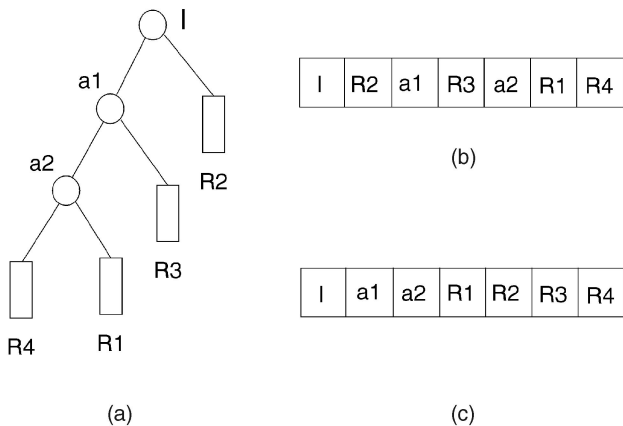 I
a1
a2
R2
R3
R4
R1
(a)
I R2 a1 R3 a2 R1 R4
(b)
I a1 a2 R1 R2 R3 R4
(c)